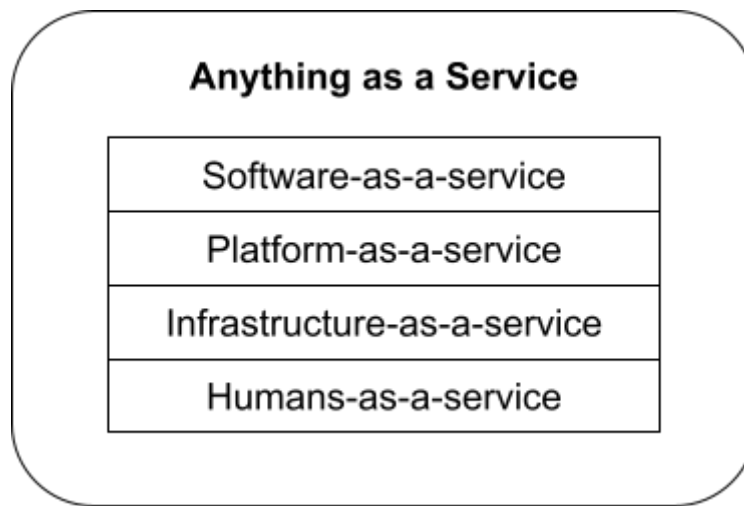 Anything as a Service
Software-as-a-service
Platform-as-a-service
Infrastructure-as-a-service
Humans-as-a-service